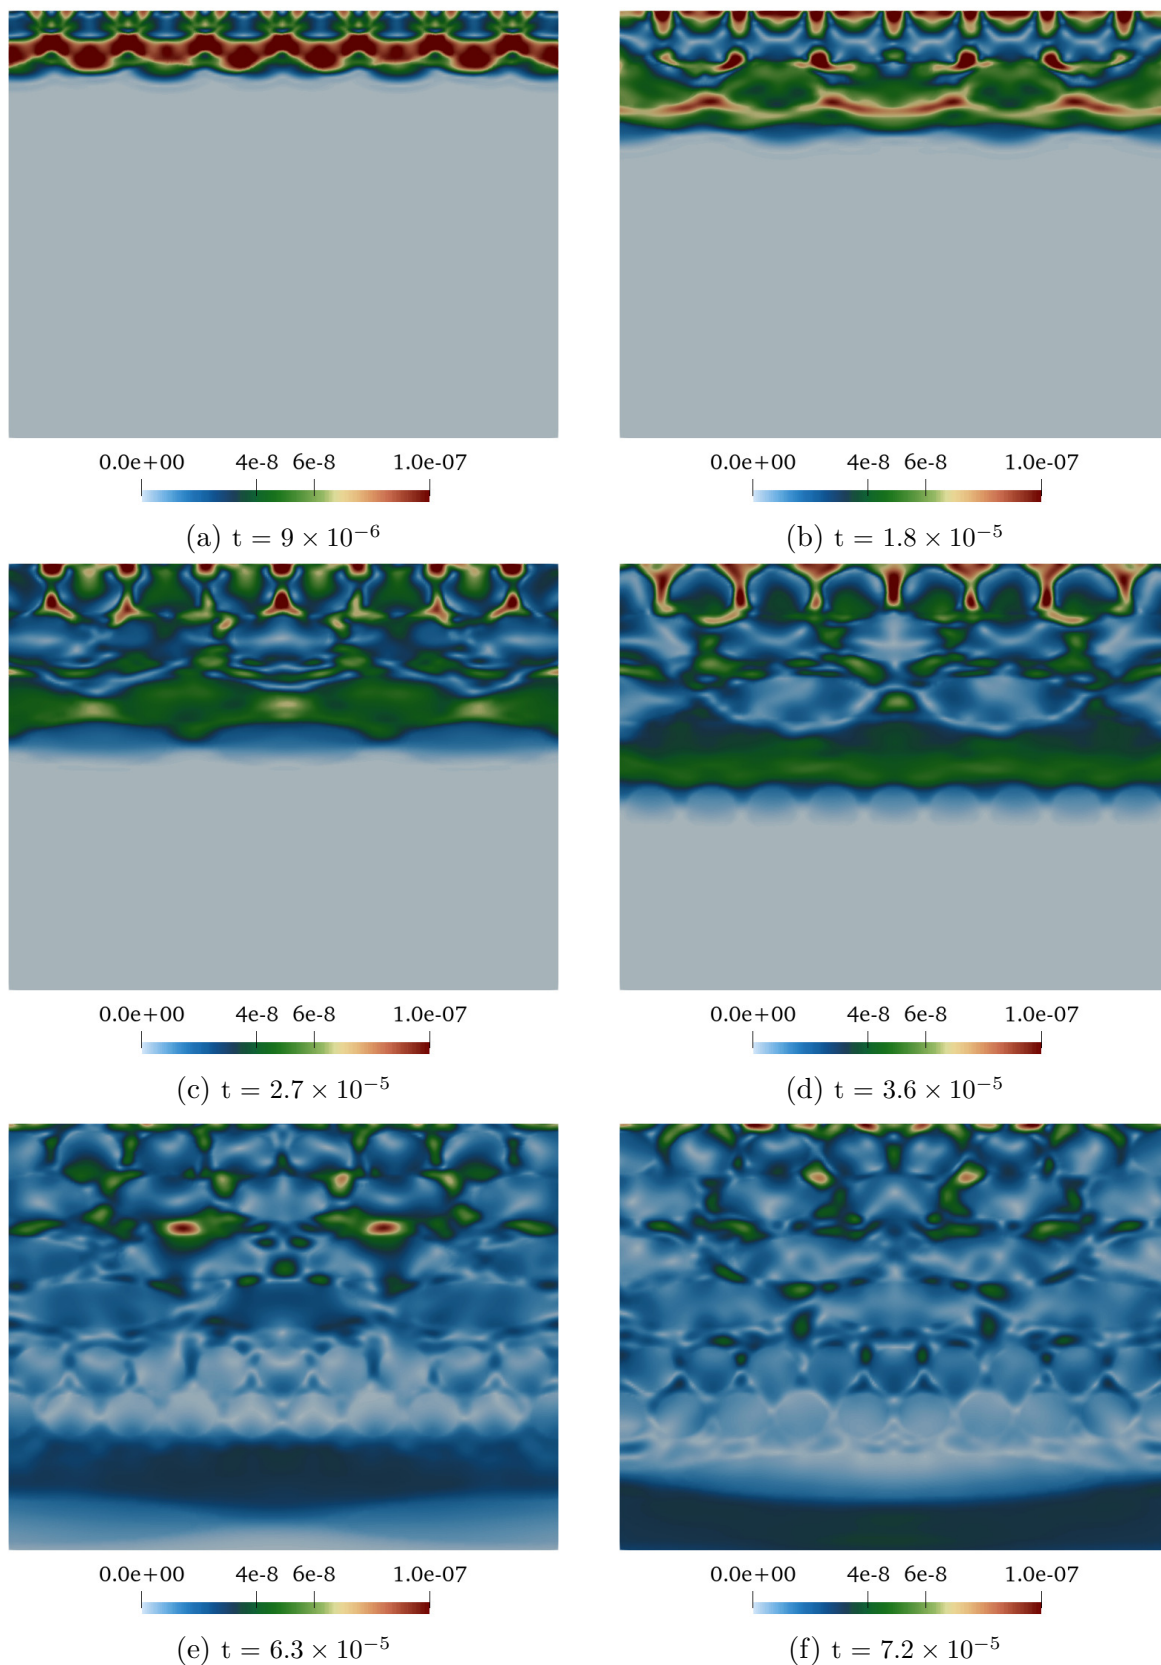 0.0e+00 4e-8 6e-8 1.0e-07
0.0e+00 4e-8 6e-8 1.0e-07
(a) t = 9 × 10⁻⁶
(b) t = 1.8 × 10⁻⁵
0.0e+00 4e-8 6e-8 1.0e-07
0.0e+00 4e-8 6e-8 1.0e-07
(c) t = 2.7 × 10⁻⁵
(d) t = 3.6 × 10⁻⁵
0.0e+00 4e-8 6e-8 1.0e-07
0.0e+00 4e-8 6e-8 1.0e-07
(e) t = 6.3 × 10⁻⁵
(f) t = 7.2 × 10⁻⁵